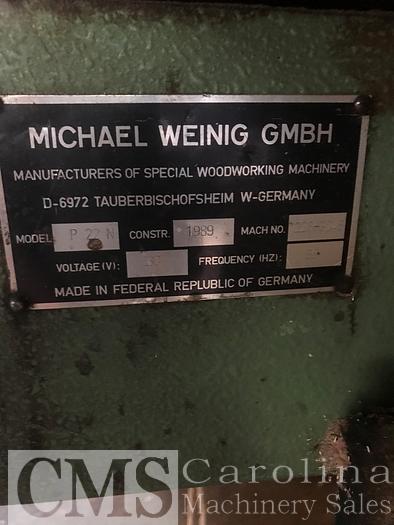 MICHAEL WEINIG GMBH
MANUFACTURERS OF SPECIAL WOODWORKING MACHINERY
D-6972 TAUBERBISCHOFSHEIM W-GERMANY
MODEL P 22 N CONSTR. 1989 MACH NO.
VOLTAGE (V): FREQUENCY (HZ):
MADE IN FEDERAL REPLUBLIC OF GERMANY
CMS Carolina
Machinery Sales